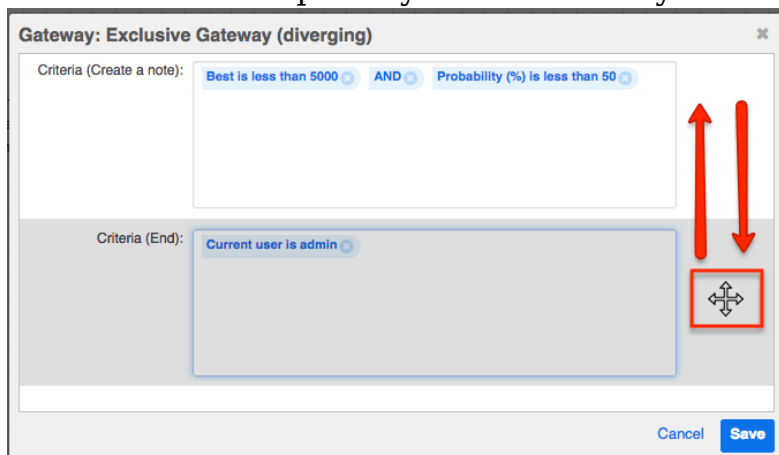 Gateway: Exclusive Gateway (diverging)
Criteria (Create a note): Best is less than 5000 AND Probability (%) is less than 50
Criteria (End): Current user is admin
Cancel Save